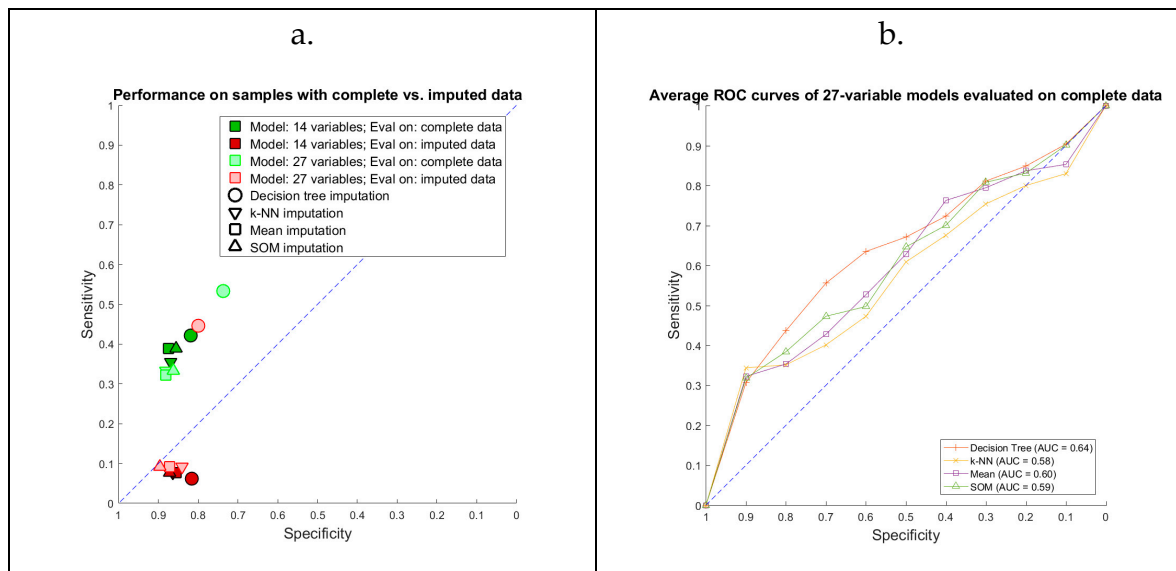 a.
Performance on samples with complete vs. imputed data
Model: 14 variables; Eval on: complete data
Model: 14 variables; Eval on: imputed data
Model: 27 variables; Eval on: complete data
Model: 27 variables; Eval on: imputed data
Decision tree imputation
k-NN imputation
Mean imputation
SOM imputation
Sensitivity
1
0.9
0.8
0.7
0.6
0.5
0.4
0.3
0.2
0.1
0
1 0.9 0.8 0.7 0.6 0.5 0.4 0.3 0.2 0.1 0
Specificity
b.
Average ROC curves of 27-variable models evaluated on complete data
Sensitivity
1
0.9
0.8
0.7
0.6
0.5
0.4
0.3
0.2
0.1
0
Decision Tree (AUC = 0.64)
k-NN (AUC = 0.58)
Mean (AUC = 0.60)
SOM (AUC = 0.59)
1 0.9 0.8 0.7 0.6 0.5 0.4 0.3 0.2 0.1 0
Specificity